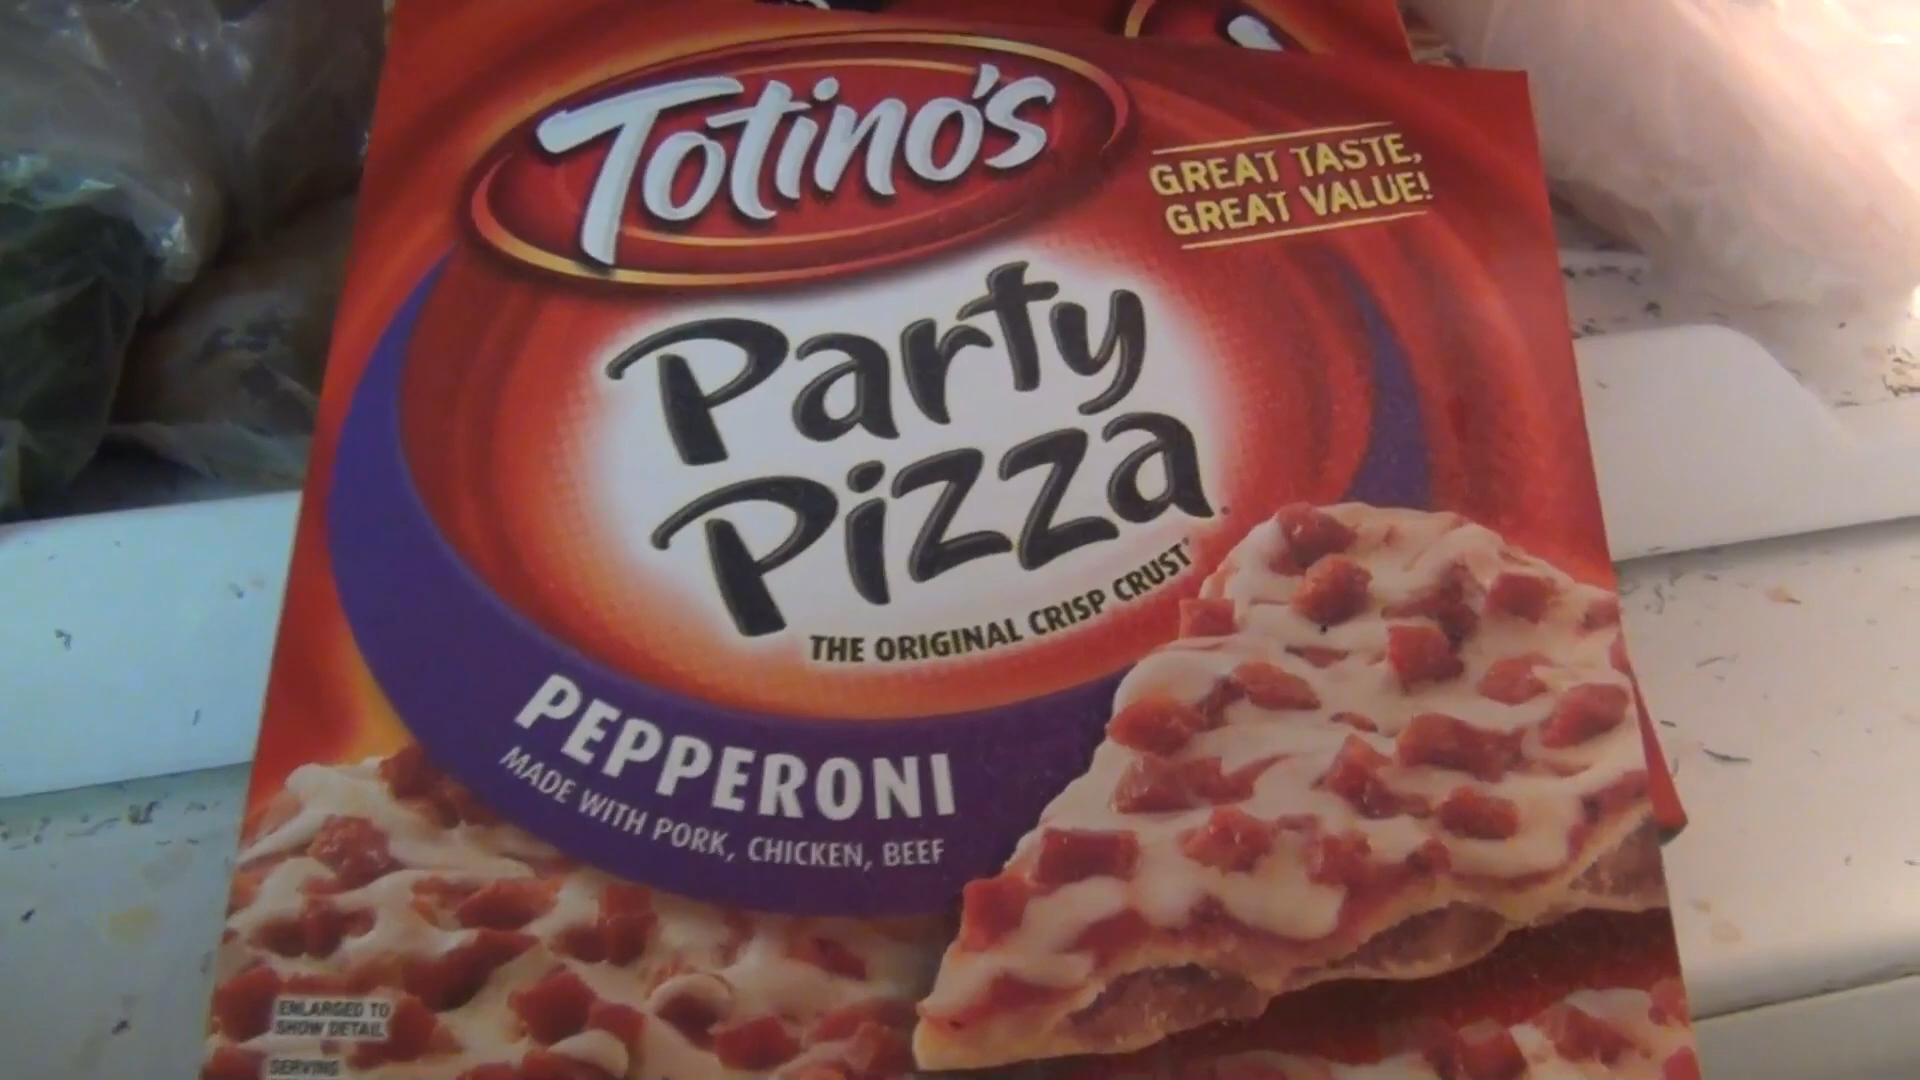 Totino's
GREAT TASTE,
GREAT VALUE!
Party
Pizza
THE ORIGINAL CRISP CRUST
PEPPERONI
MADE WITH PORK, CHICKEN, BEEF
ENLARGED TO
SHOW DETAIL
SERVING